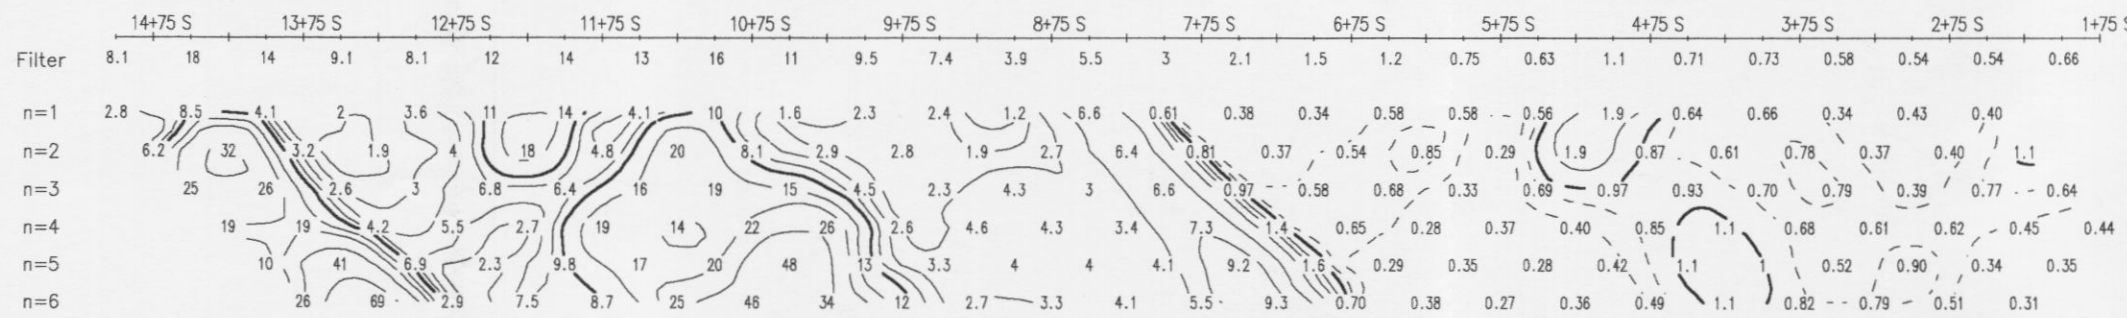 14+75 S 13+75 S 12+75 S 11+75 S 10+75 S 9+75 S 8+75 S 7+75 S 6+75 S 5+75 S 4+75 S 3+75 S 2+75 S 1+75 S
Filter 8.1 18 14 9.1 8.1 12 14 13 16 11 9.5 7.4 3.9 5.5 3 2.1 1.5 1.2 0.75 0.63 1.1 0.71 0.73 0.58 0.54 0.54 0.66
n=1 2.8 8.5 4.1 2 3.6 11 14 4.1 10 1.6 2.3 2.4 1.2 6.6 0.61 0.38 0.34 0.58 0.58 0.56 1.9 0.64 0.66 0.34 0.43 0.40
n=2 6.2 32 3.2 1.9 4 18 4.8 20 8.1 2.9 2.8 1.9 2.7 6.4 0.81 0.37 0.54 0.85 0.29 1.9 0.87 0.61 0.78 0.37 0.40 1.1
n=3 25 26 2.6 3 6.8 6.4 16 19 15 4.5 2.3 4.3 3 6.6 0.97 0.58 0.68 0.33 0.69 0.97 0.93 0.70 0.79 0.39 0.77 0.64
n=4 19 19 4.2 5.5 2.7 19 14 22 26 2.6 4.6 4.3 3.4 7.3 1.4 0.65 0.28 0.37 0.40 0.85 1.1 0.68 0.61 0.62 0.45 0.44
n=5 10 41 6.9 2.3 9.8 17 20 48 13 3.3 4 4 4.1 9.2 1.6 0.29 0.35 0.28 0.42 1.1 1 0.52 0.90 0.34 0.35
n=6 26 69 2.9 7.5 8.7 25 46 34 12 2.7 3.3 4.1 5.5 9.3 0.70 0.38 0.27 0.36 0.49 1.1 0.82 0.79 0.51 0.31